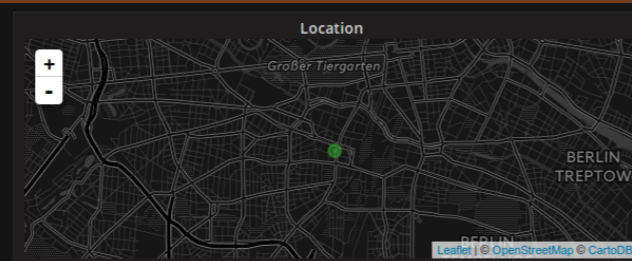 Location
+
Großer Tiergarten
-
BERLIN
TREPTOW
BERLIN
Leaflet | © OpenStreetMap © CartoDB